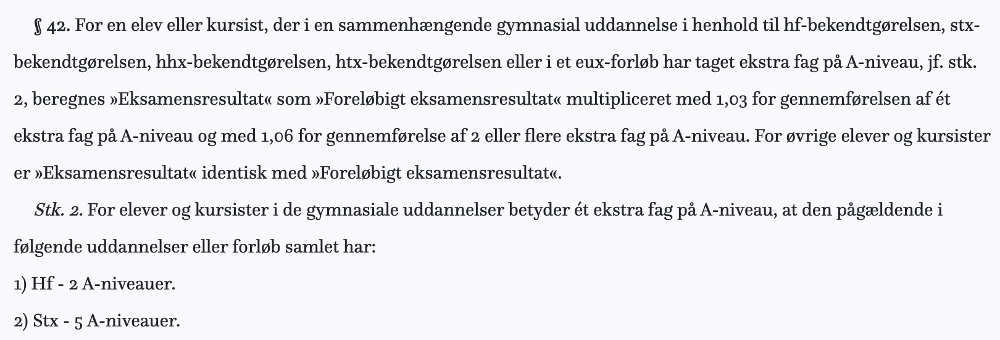 § 42. For en elev eller kursist, der i en sammenhængende gymnasial uddannelse i henhold til hf-bekendtgørelsen, stx-
bekendtgørelsen, hhx-bekendtgørelsen, htx-bekendtgørelsen eller i et eux-forløb har taget ekstra fag på A-niveau, jf. stk.
2, beregnes »Eksamensresultat« som »Foreløbigt eksamensresultat« multipliceret med 1,03 for gennemførelsen af ét
ekstra fag på A-niveau og med 1,06 for gennemførelse af 2 eller flere ekstra fag på A-niveau. For øvrige elever og kursister
er »Eksamensresultat« identisk med »Foreløbigt eksamensresultat«.
Stk. 2. For elever og kursister i de gymnasiale uddannelser betyder ét ekstra fag på A-niveau, at den pågældende i
følgende uddannelser eller forløb samlet har:
1) Hf - 2 A-niveauer.
2) Stx - 5 A-niveauer.